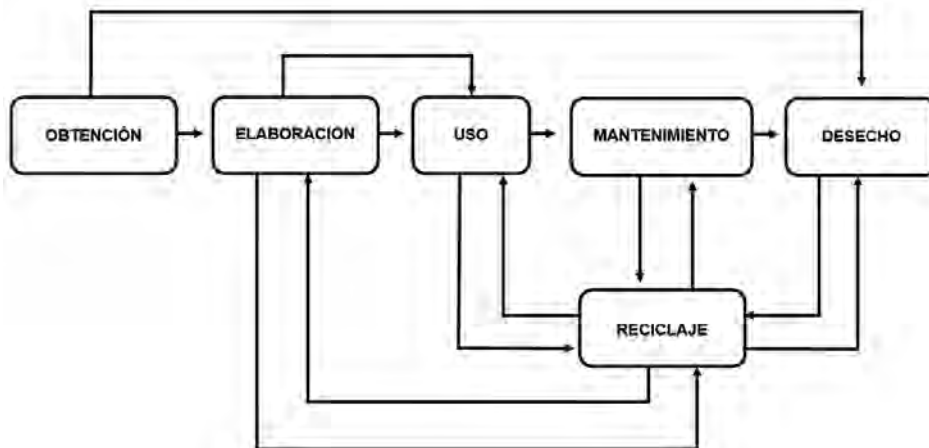 OBTENCIÓN
ELABORACION
USO
MANTENIMIENTO
DESECHO
RECICLAJE